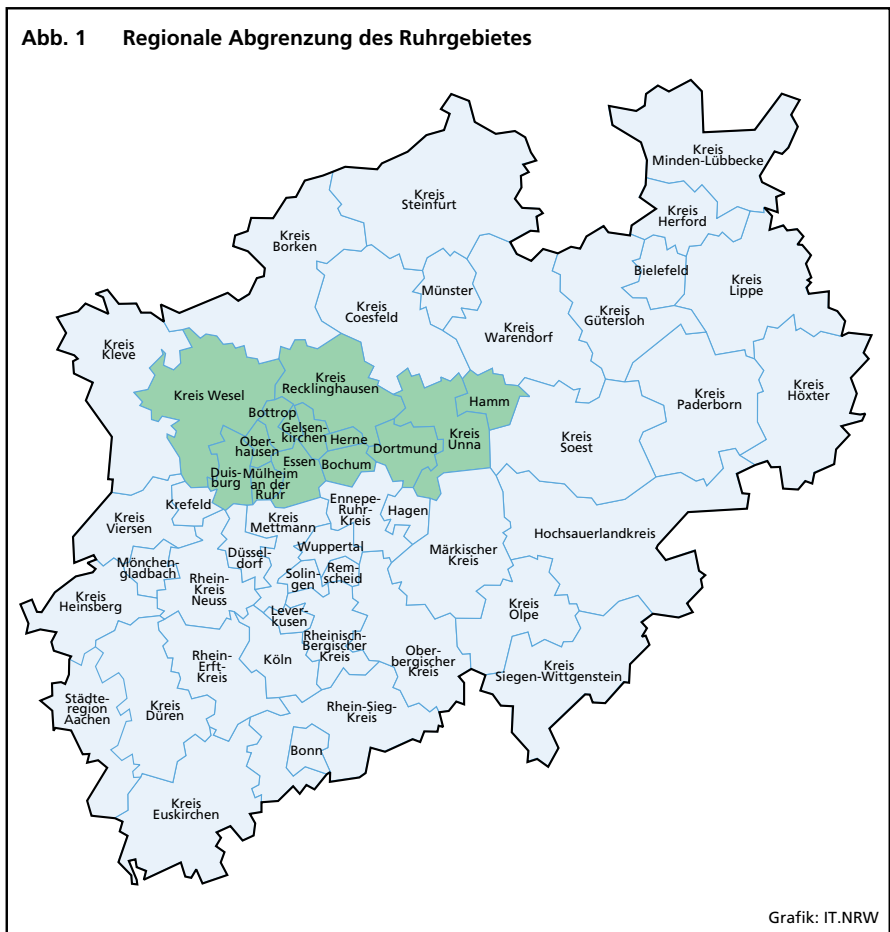 Abb. 1 Regionale Abgrenzung des Ruhrgebietes
Kreis
Minden-Lübbecke
Kreis
Steinfurt
Kreis
Herford
Kreis
Borken
Bielefeld
Kreis
Lippe
Münster
Kreis
Coesfeld
Kreis
Gütersloh
Kreis
Warendorf
Kreis
Kleve
Kreis
Recklinghausen
Kreis Wesel
Kreis
Höxter
Kreis
Paderborn
Hamm
Bottrop
Gelsen-
kirchen
Herne
Ober-
hausen
Dortmund
Kreis
Unna
Kreis
Soest
Essen
Bochum
Duis-
burg
Mülheim
an der
Ruhr
Krefeld
Ennepe-
Ruhr-
Kreis
Hagen
Kreis
Viersen
Kreis
Mettmann
Hochsauerlandkreis
Wuppertal
Märkischer
Kreis
Düssel-
dorf
Mönchen-
gladbach
Rhein-
Kreis
Neuss
Solin-
gen
Rem-
scheid
Kreis
Heinsberg
Kreis
Olpe
Lever-
kusen
Rheinisch-
Bergischer
Kreis
Ober-
bergischer
Kreis
Rhein-
Erft-
Kreis
Köln
Kreis
Siegen-Wittgenstein
Städte-
region
Aachen
Kreis
Düren
Rhein-Sieg-
Kreis
Bonn
Kreis
Euskirchen
Grafik: IT.NRW